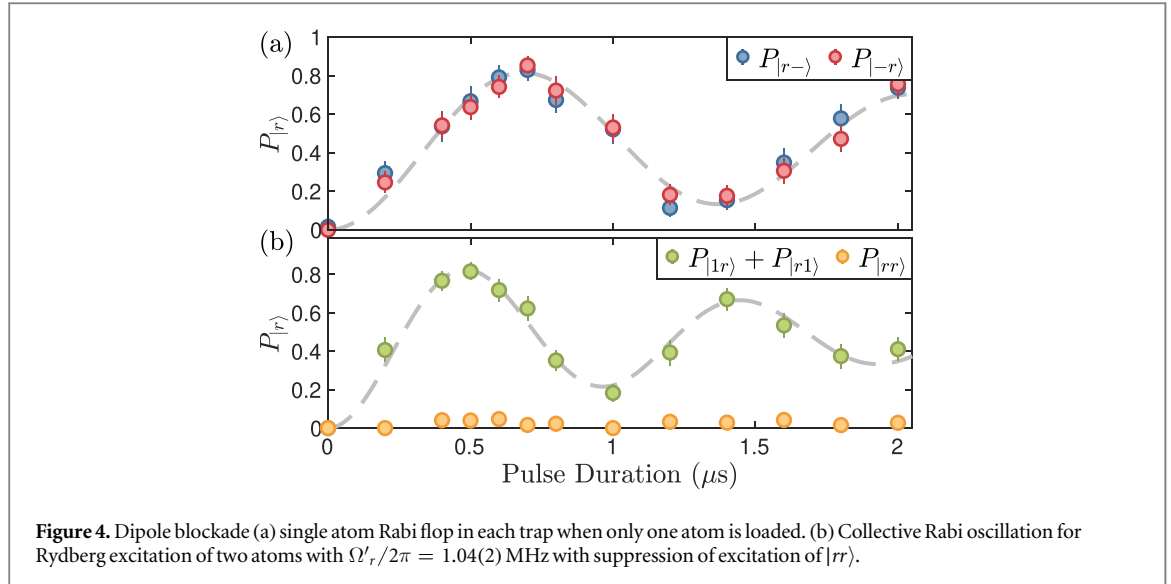 (a)
1
0.8
0.6
0.4
0.2
0
P|r⟩
P|r−⟩ P|−r⟩
(b)
0.8
0.6
0.4
0.2
0
P|r⟩
P|1r⟩ + P|r1⟩ P|rr⟩
0 0.5 1 1.5 2
Pulse Duration (μs)
Figure 4. Dipole blockade (a) single atom Rabi flop in each trap when only one atom is loaded. (b) Collective Rabi oscillation for
Rydberg excitation of two atoms with Ω′r/2π = 1.04(2) MHz with suppression of excitation of |rr⟩.